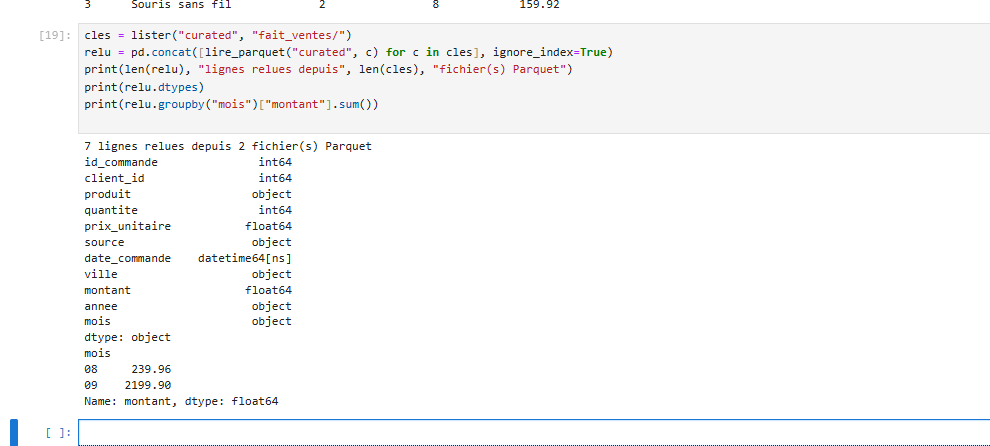 3      Souris sans fil             2                8            159.92
[19]: cles = lister("curated", "fait_ventes/")
relu = pd.concat([lire_parquet("curated", c) for c in cles], ignore_index=True)
print(len(relu), "lignes relues depuis", len(cles), "fichier(s) Parquet")
print(relu.dtypes)
print(relu.groupby("mois")["montant"].sum())
7 lignes relues depuis 2 fichier(s) Parquet
id_commande               int64
client_id                 int64
produit                  object
quantite                  int64
prix_unitaire           float64
source                   object
date_commande    datetime64[ns]
ville                    object
montant                 float64
annee                    object
mois                     object
dtype: object
mois
08     239.96
09    2199.90
Name: montant, dtype: float64
[ ]: